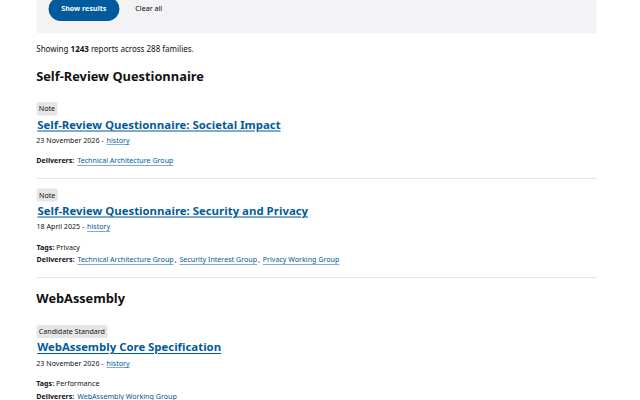 Show results Clear all
Showing 1243 reports across 288 families.
Self-Review Questionnaire
Note
Self-Review Questionnaire: Societal Impact
23 November 2026 - history
Deliverers: Technical Architecture Group
Note
Self-Review Questionnaire: Security and Privacy
18 April 2025 - history
Tags: Privacy
Deliverers: Technical Architecture Group, Security Interest Group, Privacy Working Group
WebAssembly
Candidate Standard
WebAssembly Core Specification
23 November 2026 - history
Tags: Performance
Deliverers: WebAssembly Working Group